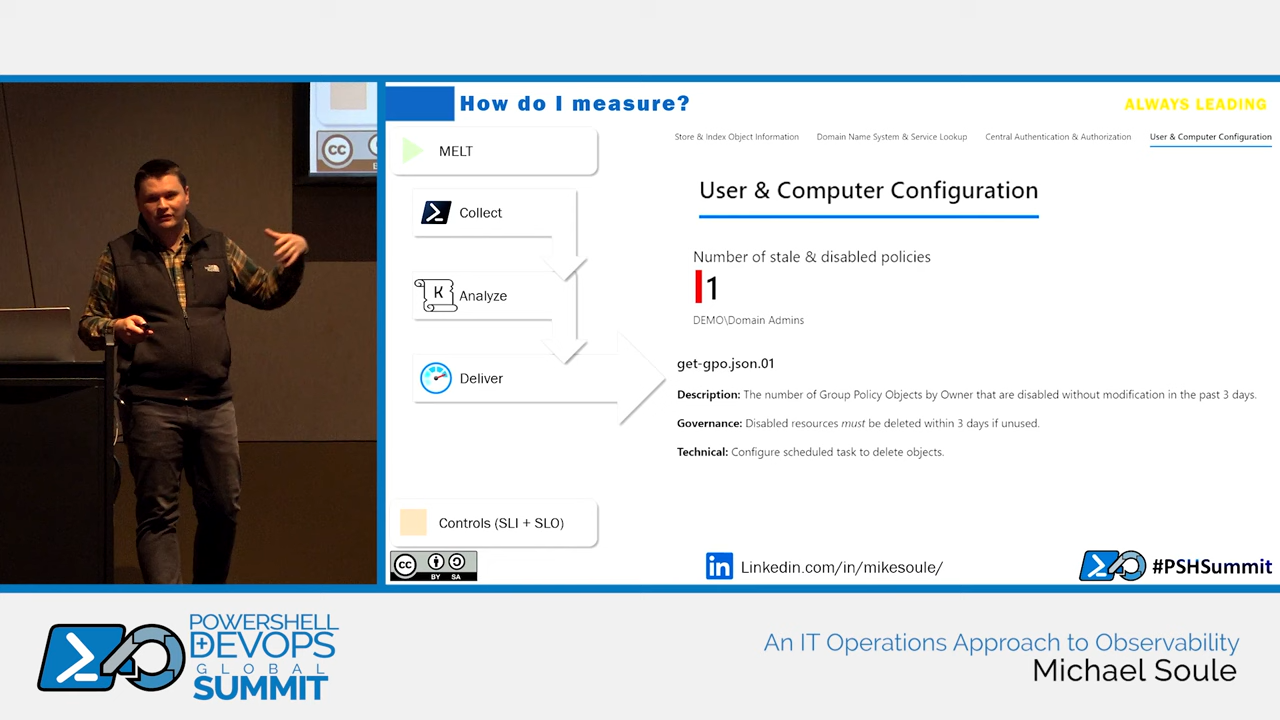 How do I measure?
ALWAYS LEADING
MELT
Collect
K
Analyze
Deliver
Controls (SLI + SLO)
Store & Index Object Information
Domain Name System & Service Lookup
Central Authentication & Authorization
User & Computer Configuration
User & Computer Configuration
Number of stale & disabled policies
1
DEMO\Domain Admins
get-gpo.json.01
Description: The number of Group Policy Objects by Owner that are disabled without modification in the past 3 days.
Governance: Disabled resources must be deleted within 3 days if unused.
Technical: Configure scheduled task to delete objects.
cc
BY SA
in Linkedin.com/in/mikesoule/
#PSHSummit
cc
POWERSHELL
+DEVOPS
GLOBAL
SUMMIT
An IT Operations Approach to Observability
Michael Soule